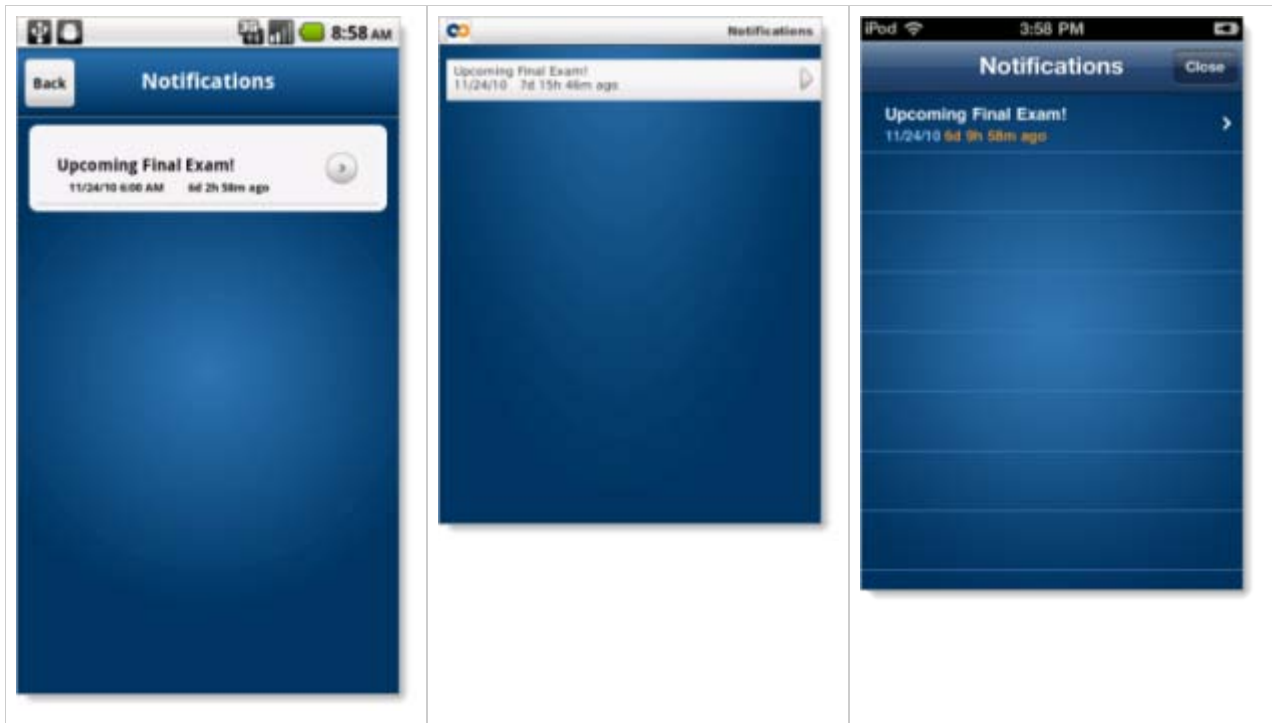 8:58 AM
Back
Notifications
Upcoming Final Exam!
11/24/10 6:00 AM 6d 2h 58m ago
Notifications
Upcoming Final Exam!
11/24/10 7d 15h 46m ago
iPod 3:58 PM
Notifications
Close
Upcoming Final Exam!
11/24/10 6d 9h 58m ago